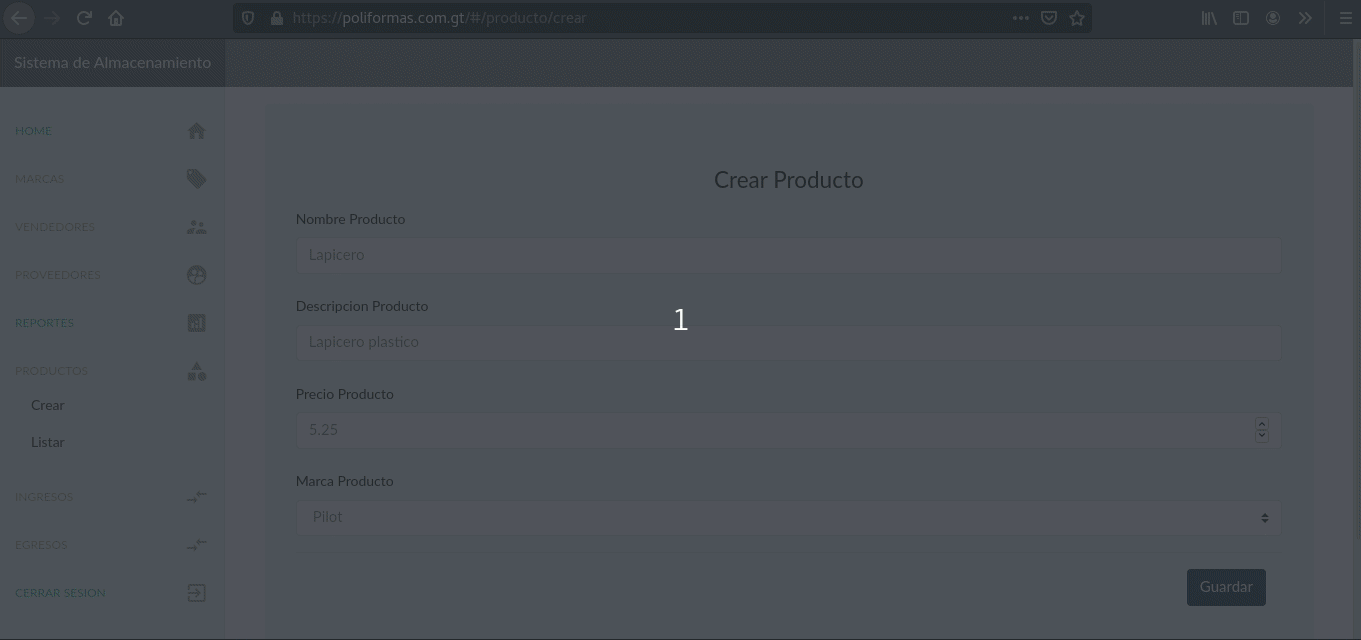 https://poliformas.com.gt/#/producto/crear
Sistema de Almacenamiento
HOME
MARCAS
VENDEDORES
PROVEEDORES
REPORTES
PRODUCTOS
Crear
Listar
INGRESOS
EGRESOS
CERRAR SESION
Crear Producto
Nombre Producto
Lapicero
Descripcion Producto
Lapicero plastico
1
Precio Producto
5.25
Marca Producto
Pilot
Guardar